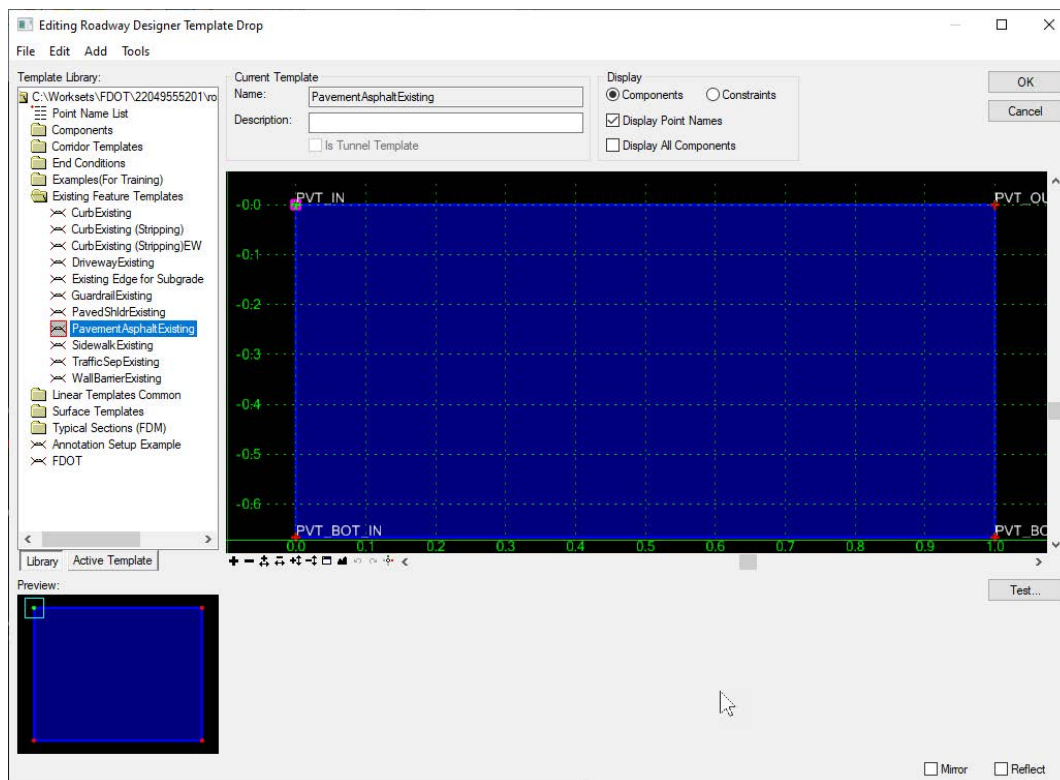 Editing Roadway Designer Template Drop
File Edit Add Tools
Template Library:
C:\Worksets\FDOT\22049555201\ro
Point Name List
Components
Corridor Templates
End Conditions
Examples(For Training)
Existing Feature Templates
CurbExisting
CurbExisting (Stripping)
CurbExisting (Stripping)EW
DrivewayExisting
Existing Edge for Subgrade
GuardrailExisting
PavedShldrExisting
PavementAsphaltExisting
SidewalkExisting
TrafficSepExisting
WallBarrierExisting
Linear Templates Common
Surface Templates
Typical Sections (FDM)
Annotation Setup Example
FDOT
Library Active Template
Preview:
Current Template
Name: PavementAsphaltExisting
Description:
Is Tunnel Template
Display
Components Constraints
Display Point Names
Display All Components
OK
Cancel
PVT_IN PVT_OU
-0.0
-0.1
-0.2
-0.3
-0.4
-0.5
-0.6
PVT_BOT_IN PVT_BO
0.0 0.1 0.2 0.3 0.4 0.5 0.6 0.7 0.8 0.9 1.0
Test...
Mirror Reflect